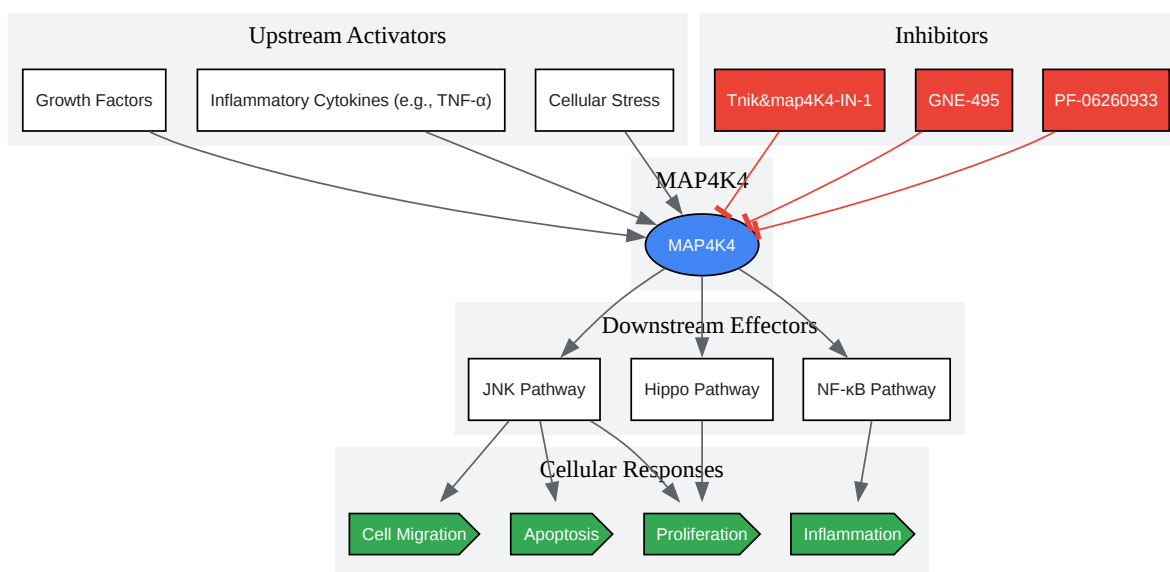 Upstream Activators
Inhibitors
Growth Factors
Inflammatory Cytokines (e.g., TNF-α)
Cellular Stress
Tnik&map4K4-IN-1
GNE-495
PF-06260933
MAP4K4
MAP4K4
Downstream Effectors
JNK Pathway
Hippo Pathway
NF-κB Pathway
Cellular Responses
Cell Migration
Apoptosis
Proliferation
Inflammation